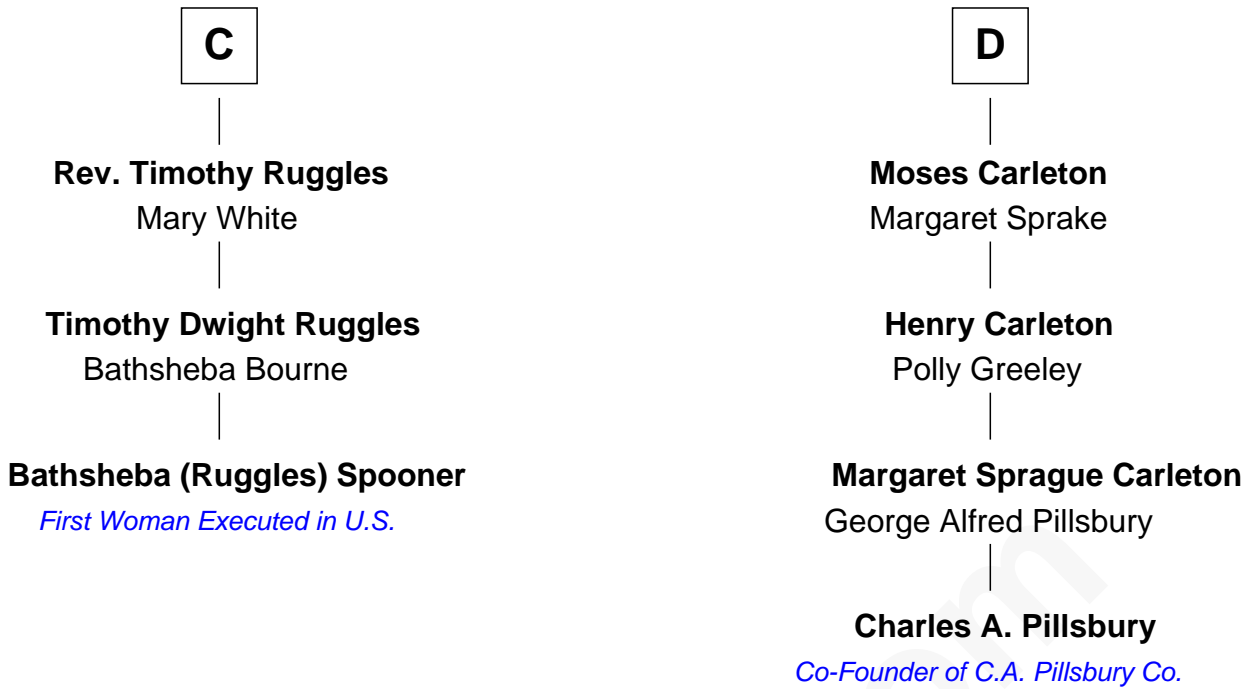 C
Rev. Timothy Ruggles
Mary White
Timothy Dwight Ruggles
Bathsheba Bourne
Bathsheba (Ruggles) Spooner
First Woman Executed in U.S.
D
Moses Carleton
Margaret Sprake
Henry Carleton
Polly Greeley
Margaret Sprague Carleton
George Alfred Pillsbury
Charles A. Pillsbury
Co-Founder of C.A. Pillsbury Co.